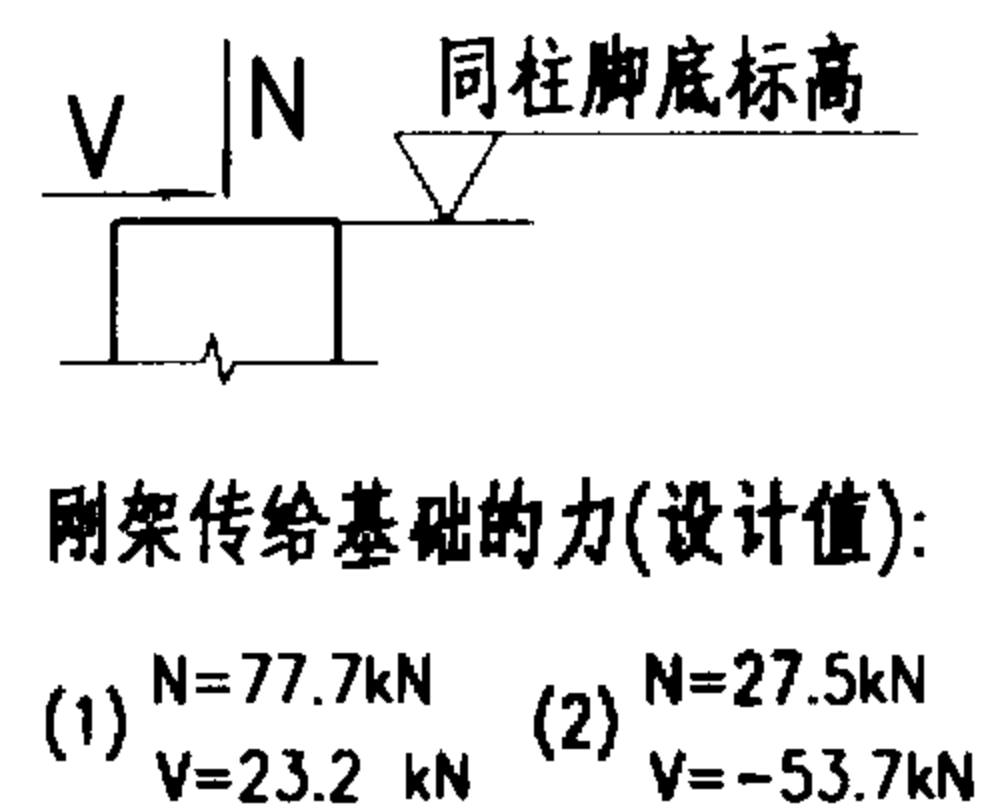 N
同柱脚底标高
V
刚架传给基础的力(设计值):
(1) N=77.7kN V=23.2 kN
(2) N=27.5kN V=-53.7kN